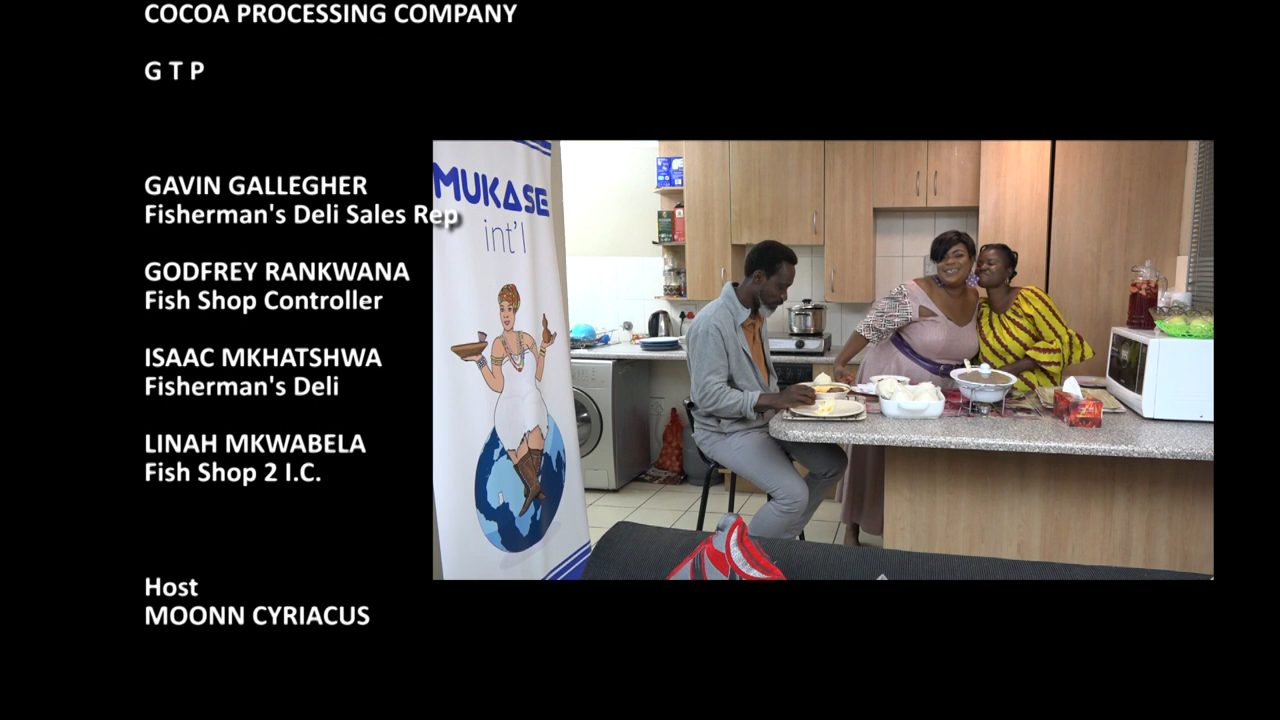 COCOA PROCESSING COMPANY
G T P
GAVIN GALLEGHER
Fisherman's Deli Sales Rep
GODFREY RANKWANA
Fish Shop Controller
ISAAC MKHATSHWA
Fisherman's Deli
LINAH MKWABELA
Fish Shop 2 I.C.
Host
MOONN CYRIACUS
MUKASE
int'l